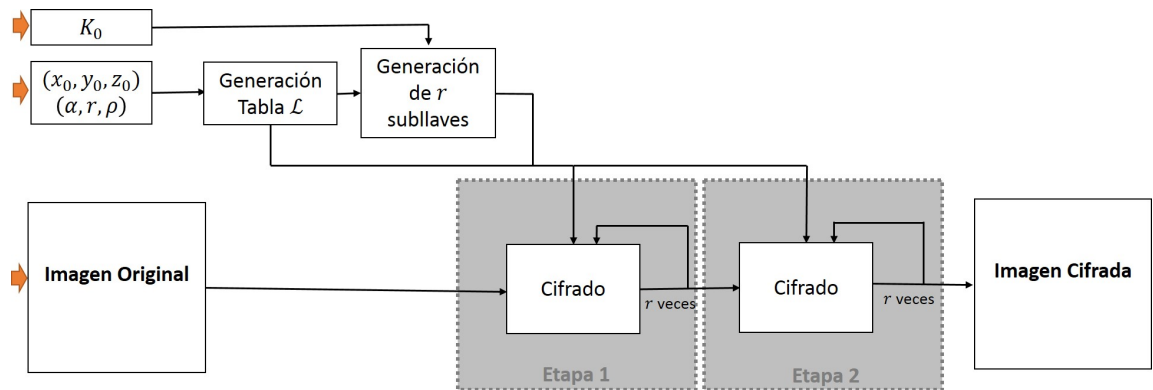 K₀
(x₀, y₀, z₀)
(α, r, ρ)
Generación
Tabla ℒ
Generación
de r
subllaves
Imagen Original
Cifrado
r veces
Etapa 1
Cifrado
r veces
Etapa 2
Imagen Cifrada